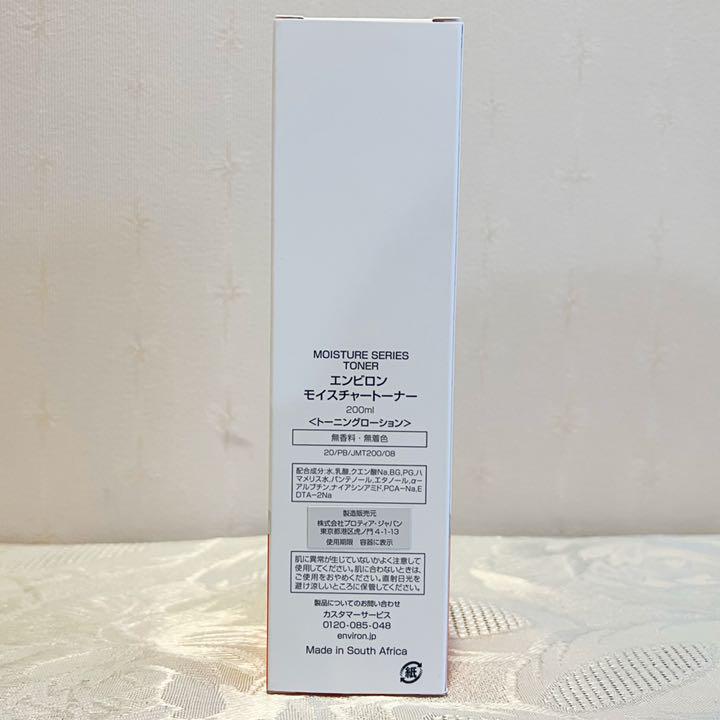 MOISTURE SERIES
TONER
エンビロン
モイスチャートーナー
200ml
<トーニングローション>
無香料・無着色
20/PB/JMT200/08
配合成分:水,乳酸,クエン酸Na,BG,PG,ハ
マメリス水,パンテノール,エタノール,α-
アルブチン,ナイアシンアミド,PCA-Na,E
DTA-2Na
製造販売元
株式会社プロティア・ジャパン
東京都港区虎ノ門 4-1-13
使用期限 容器に表示
肌に異常が生じていないかよく注意して
使用してください。肌に合わないときは、
ご使用をおやめください。直射日光を
避け涼しいところに保管してください。
製品についてのお問い合わせ
カスタマーサービス
0120-085-048
environ.jp
Made in South Africa
紙